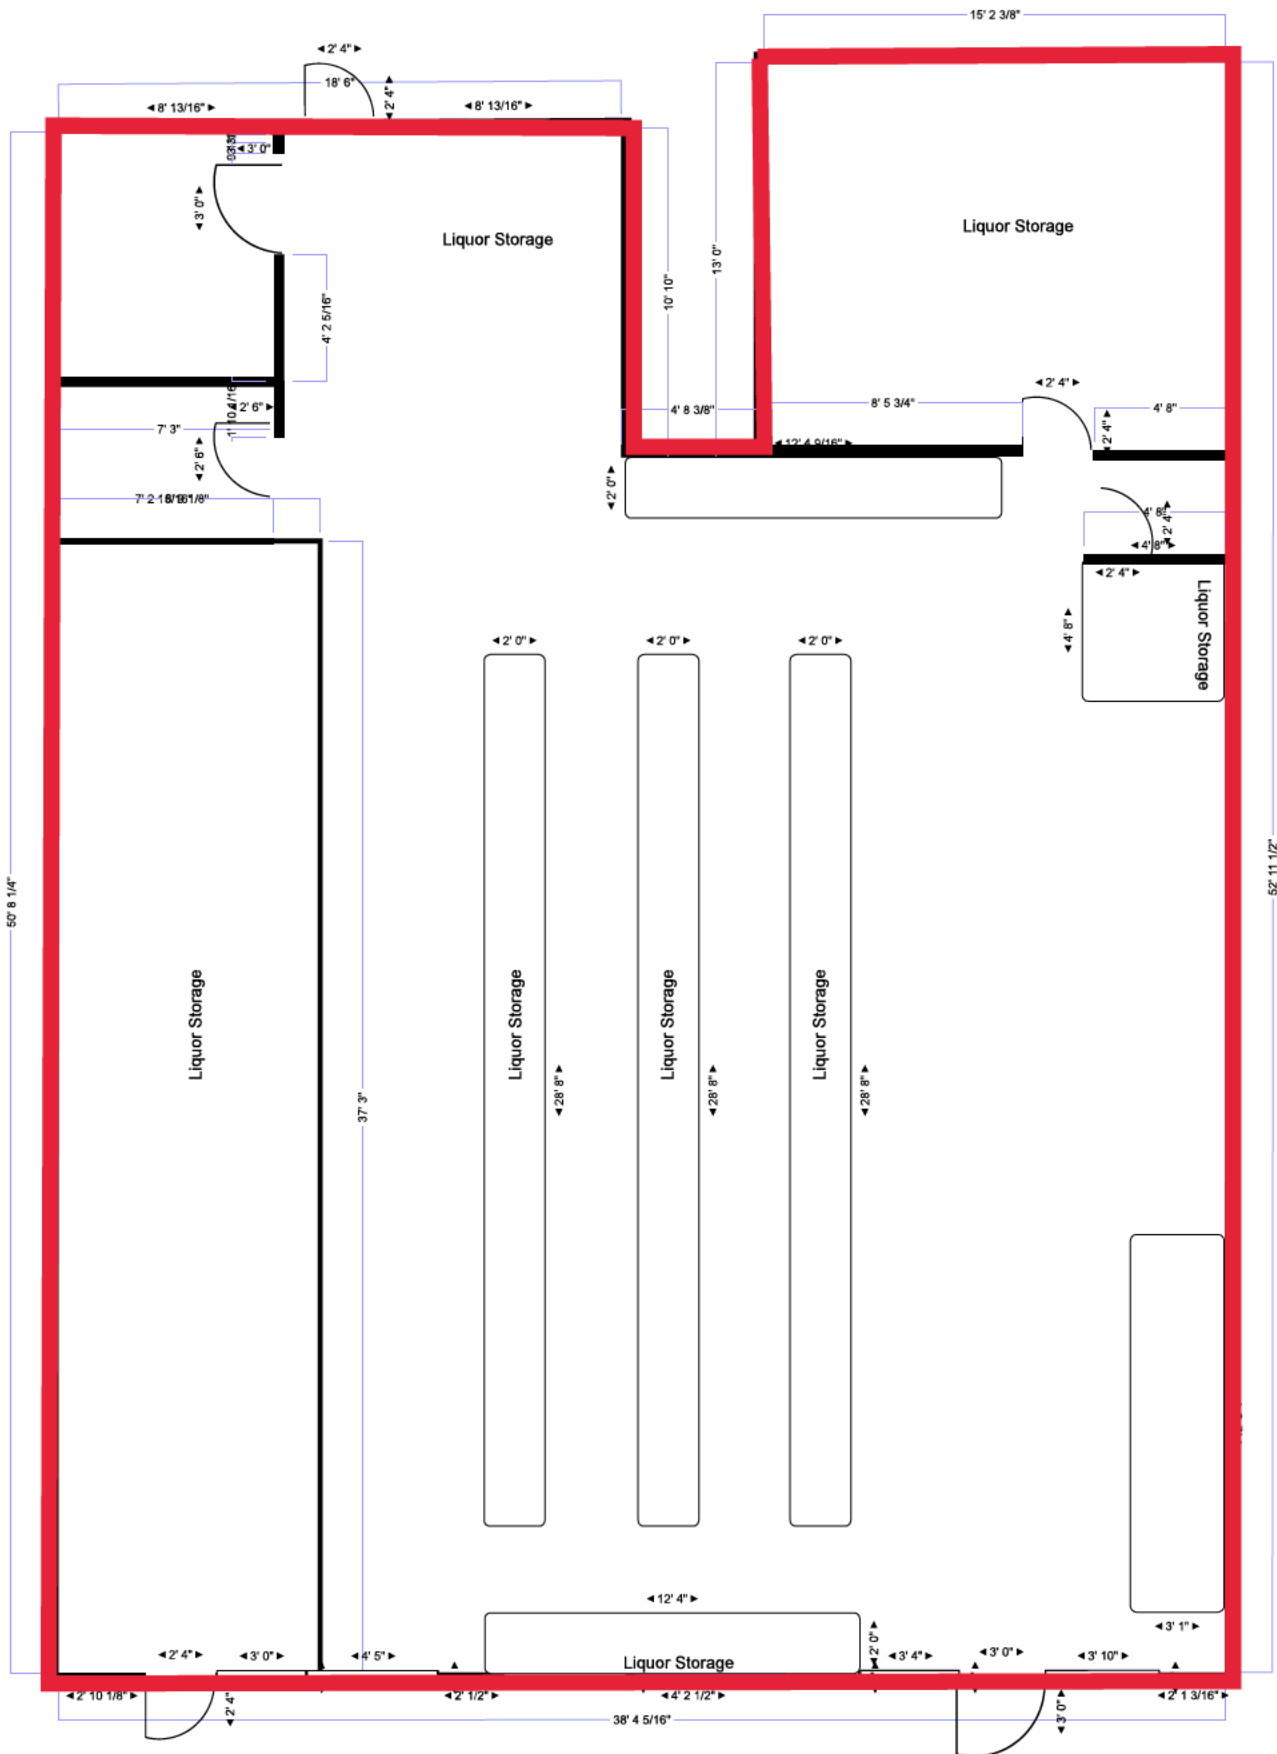 15' 2 3/8"
2' 4"
18' 6"
2' 4"
8' 13/16"
8' 13/16"
3' 0"
3' 0"
Liquor Storage
Liquor Storage
13' 0"
10' 10"
4' 2 5/16"
2' 4"
8' 5 3/4"
4' 8 3/8"
2' 6"
4' 8"
7' 3"
2' 4"
12' 4 9/16"
2' 6"
2' 0"
4' 8"
2' 4"
4' 8"
2' 4"
Liquor Storage
4' 8"
2' 0"
2' 0"
2' 0"
50' 8 1/4"
52' 11 1/2"
Liquor Storage
Liquor Storage
Liquor Storage
Liquor Storage
28' 8"
28' 8"
28' 8"
37' 3"
12' 4"
3' 1"
2' 0"
2' 4"
3' 0"
4' 5"
Liquor Storage
3' 4"
3' 0"
3' 10"
2' 10 1/8"
2' 4"
2' 1/2"
4' 2 1/2"
3' 0"
2' 1 3/16"
38' 4 5/16"